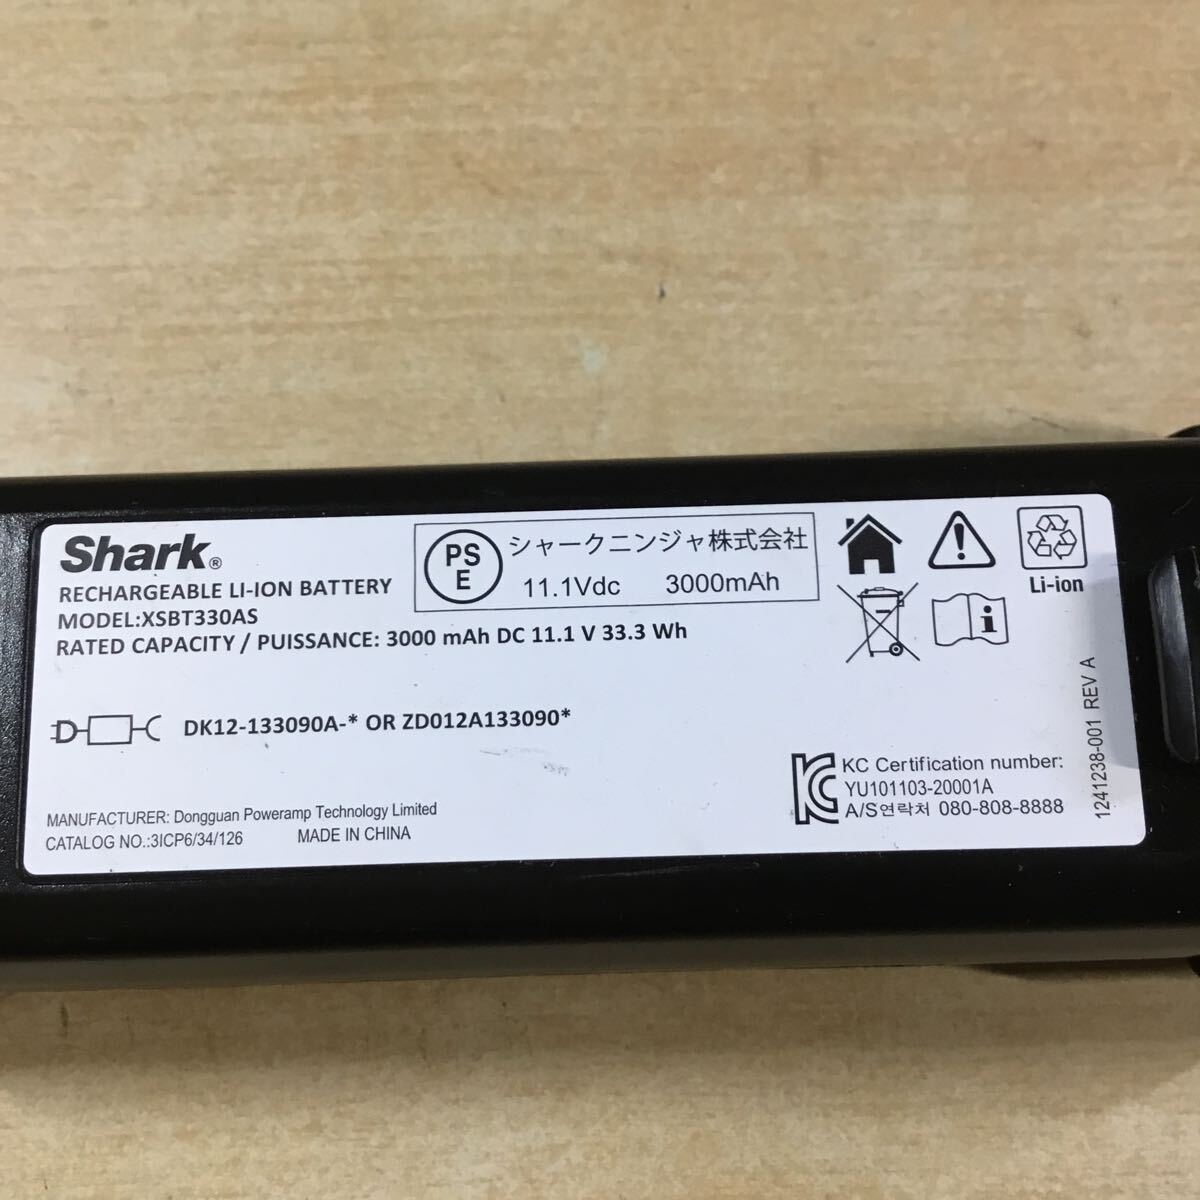 Shark®
RECHARGEABLE LI-ION BATTERY
MODEL:XSBT330AS
RATED CAPACITY / PUISSANCE: 3000 mAh DC 11.1 V 33.3 Wh
PS
E
シャークニンジャ株式会社
11.1Vdc 3000mAh
Li-ion
DK12-133090A-* OR ZD012A133090*
MANUFACTURER: Dongguan Poweramp Technology Limited
CATALOG NO.:3ICP6/34/126 MADE IN CHINA
KC Certification number:
YU101103-20001A
A/S연락처 080-808-8888
1241238-001 REV A